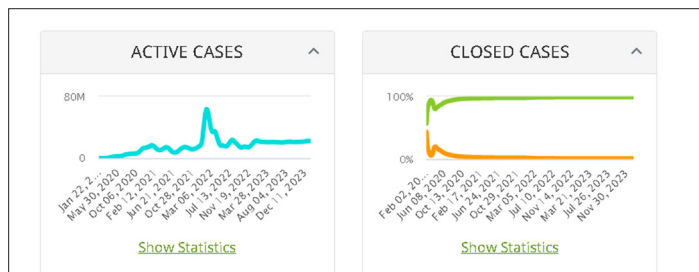 ACTIVE CASES
80M
0
Jan 22, 2...
May 30, 2020
Oct 06, 2020
Feb 12, 2021
Jun 21, 2021
Oct 28, 2021
Mar 06, 2022
Jul 13, 2022
Nov 19, 2022
Mar 28, 2023
Aug 04, 2023
Dec 11, 2023
Show Statistics
CLOSED CASES
100%
0%
Feb 02, 20...
Jun 08, 2020
Oct 13, 2020
Feb 17, 2021
Jun 24, 2021
Oct 29, 2021
Mar 05, 2022
Jul 10, 2022
Nov 14, 2022
Mar 21, 2023
Jul 26, 2023
Nov 30, 2023
Show Statistics